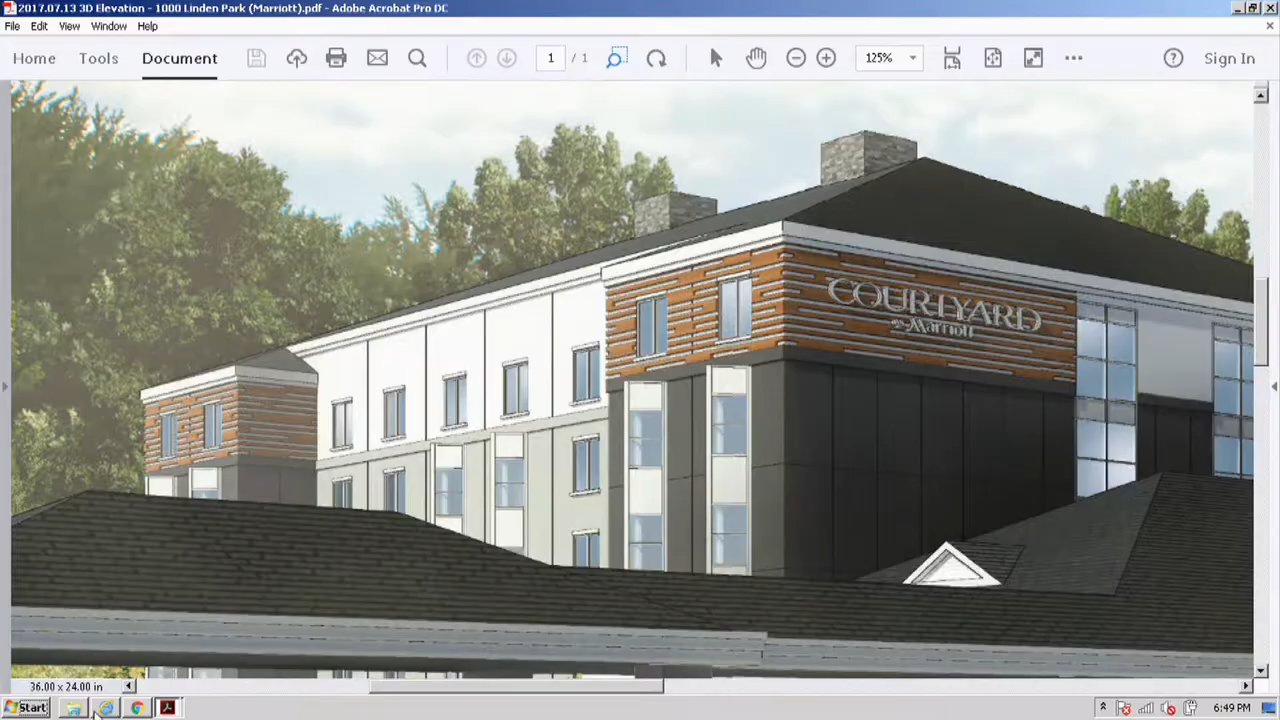 2017.07.13 3D Elevation - 1000 Linden Park (Marriott).pdf - Adobe Acrobat Pro DC
File Edit View Window Help
Home Tools Document 1 / 1 125% Sign In
COURTYARD
Marriott
36.00 x 24.00 in
Start 6:49 PM